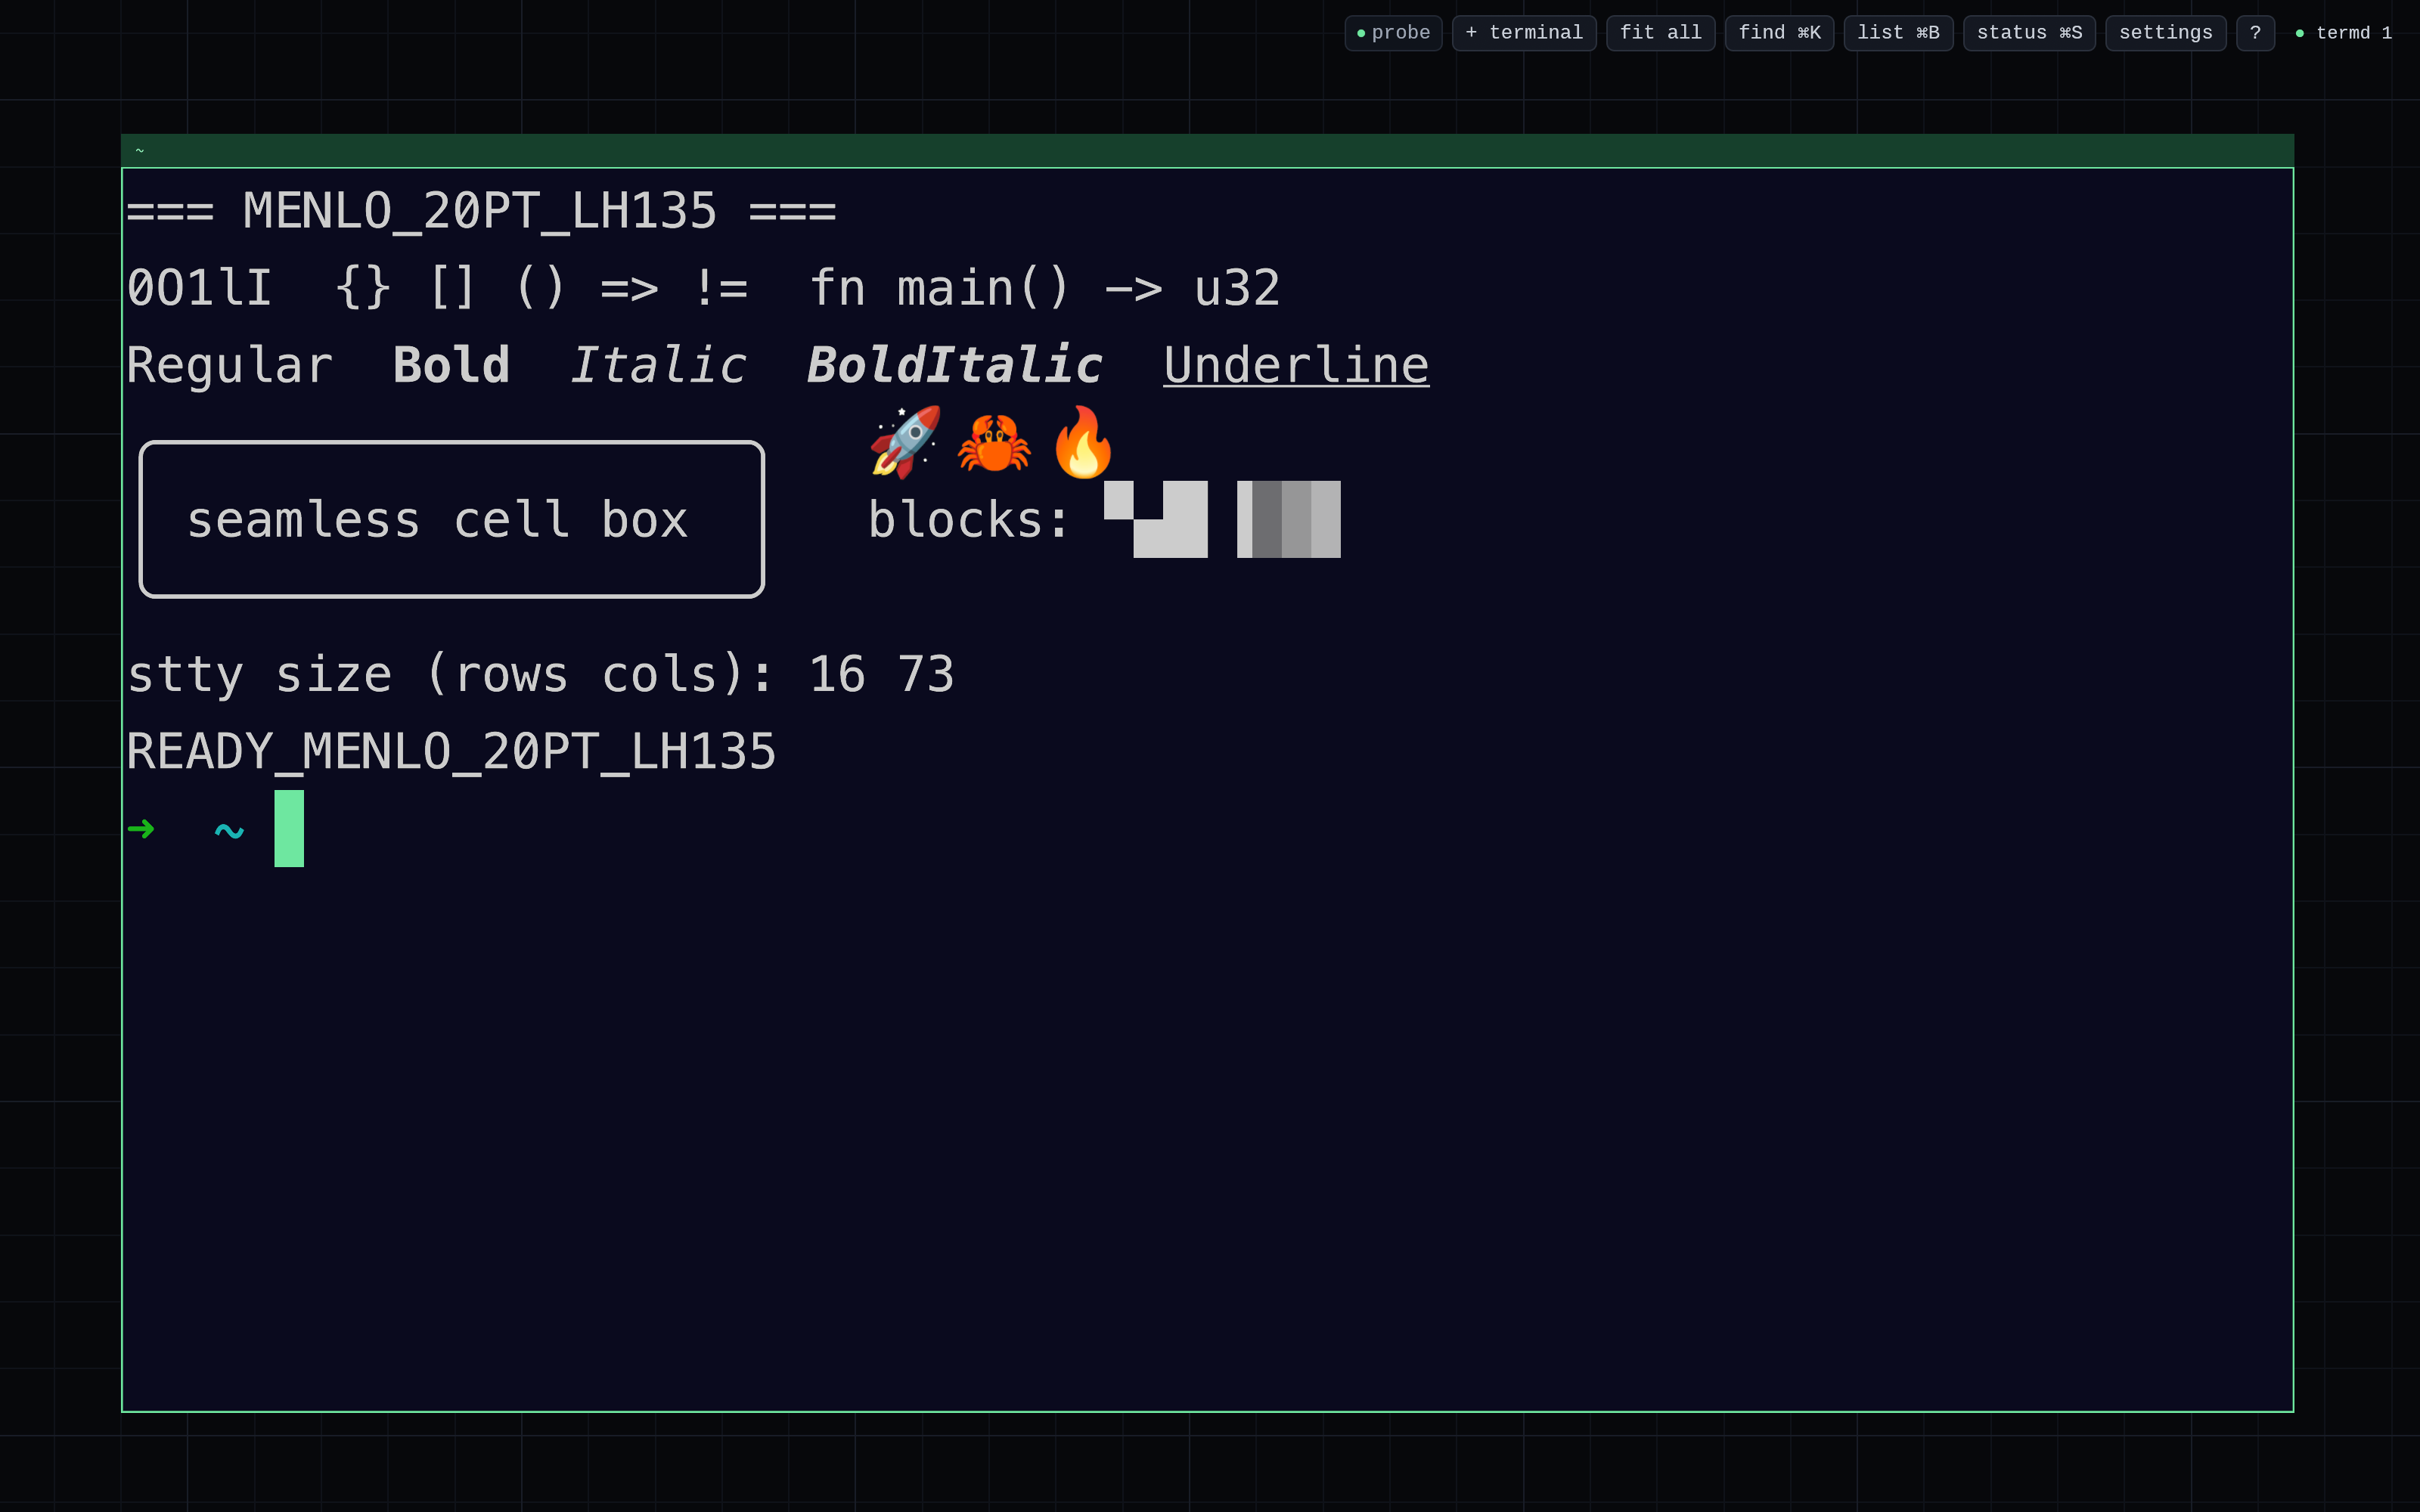 probe + terminal fit all find ⌘K list ⌘B status ⌘S settings ? termd 1
~
=== MENLO_20PT_LH135 ===
0O1lI  {} [] () => !=  fn main() -> u32
Regular  Bold  Italic  BoldItalic  Underline
🚀 🦀 🔥
seamless cell box blocks: ▘▗█▌ ▐░▒▓
stty size (rows cols): 16 73
READY_MENLO_20PT_LH135
➜  ~